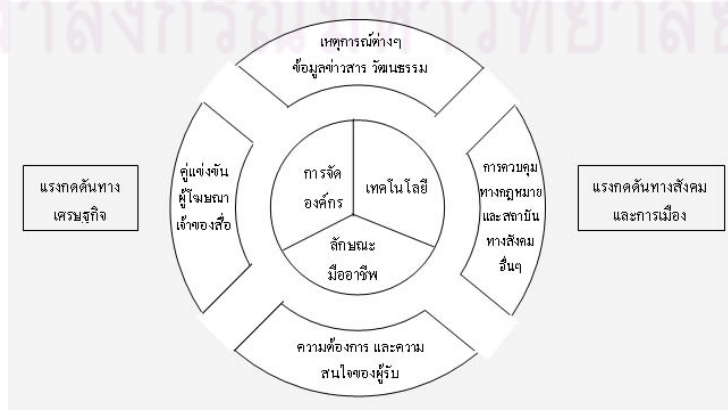 เหตุการณ์ต่างๆ
ข้อมูลข่าวสาร วัฒนธรรม
แรงกดดันทาง
เศรษฐกิจ
คู่แข่งขัน
ผู้โฆษณา
เจ้าของสื่อ
การจัด
องค์กร
เทคโนโลยี
ลักษณะ
มืออาชีพ
การควบคุม
ทางกฎหมาย
และสถาบัน
ทางสังคม
อื่นๆ
แรงกดดันทางสังคม
และการเมือง
ความต้องการ และความ
สนใจของผู้รับ